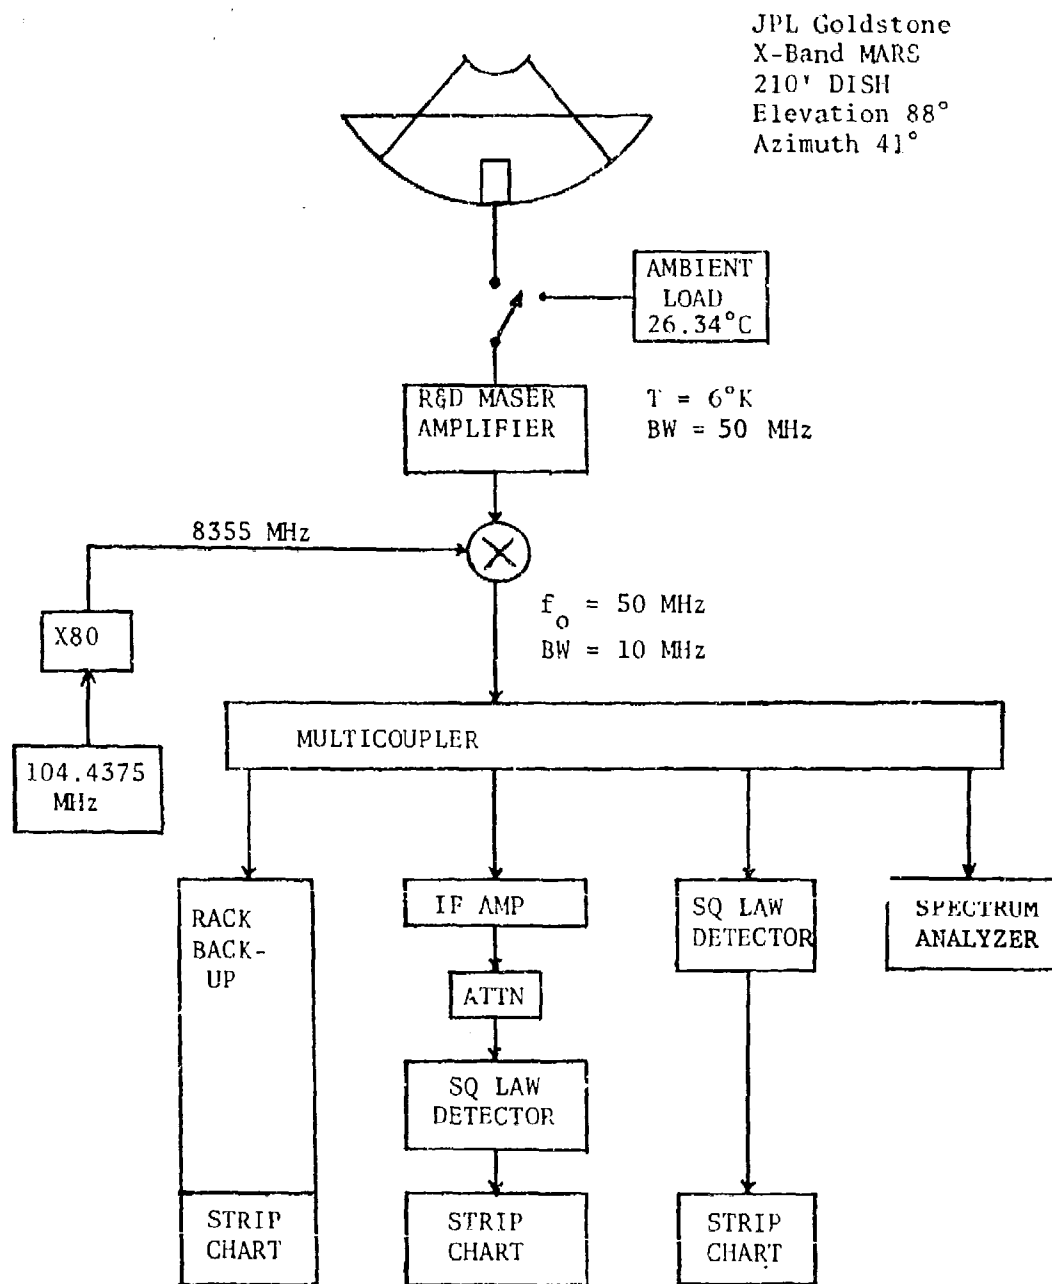 JPL Goldstone
X-Band MARS
210' DISH
Elevation 88°
Azimuth 41°
AMBIENT
LOAD
26.34°C
R&D MASER
AMPLIFIER
T = 6°K
BW = 50 MHz
8355 MHz
f_o = 50 MHz
BW = 10 MHz
X80
MULTICOUPLER
104.4375
MHz
RACK
BACK-
UP
IF AMP
SQ LAW
DETECTOR
SPECTRUM
ANALYZER
ATTN
SQ LAW
DETECTOR
STRIP
CHART
STRIP
CHART
STRIP
CHART